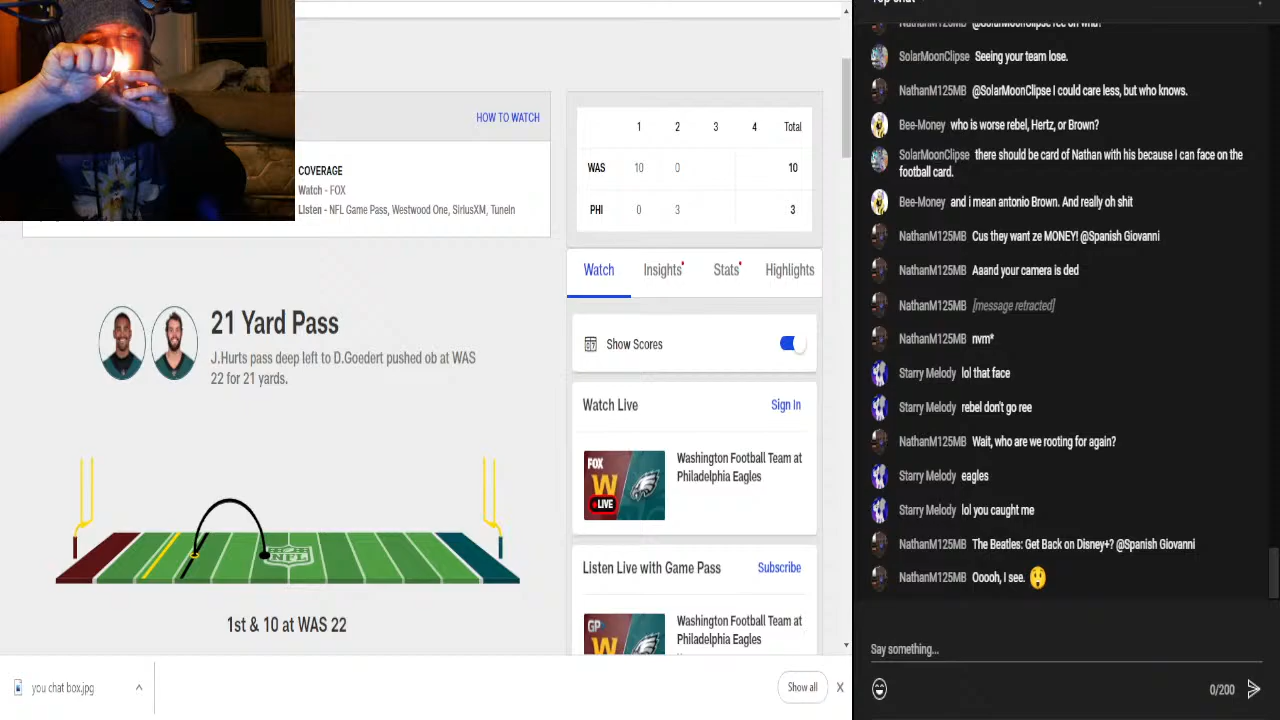 HOW TO WATCH
COVERAGE
Watch - FOX
Listen - NFL Game Pass, Westwood One, SiriusXM, TuneIn
21 Yard Pass
J.Hurts pass deep left to D.Goedert pushed ob at WAS
22 for 21 yards.
NFL
1st & 10 at WAS 22
you chat box.jpg
1 2 3 4 Total
WAS 10 0 10
PHI 0 3 3
Watch Insights Stats Highlights
Show Scores
Watch Live Sign In
FOX
W
LIVE
Washington Football Team at
Philadelphia Eagles
Listen Live with Game Pass Subscribe
GP
Washington Football Team at
Philadelphia Eagles
Show all X
SolarMoonClipse Seeing your team lose.
NathanM125MB @SolarMoonClipse I could care less, but who knows.
Bee-Money who is worse rebel, Hertz, or Brown?
SolarMoonClipse there should be card of Nathan with his because I can face on the
football card.
Bee-Money and i mean antonio Brown. And really oh shit
NathanM125MB Cus they want ze MONEY! @Spanish Giovanni
NathanM125MB Aaand your camera is ded
NathanM125MB [message retracted]
NathanM125MB nvm*
Starry Melody lol that face
Starry Melody rebel don't go ree
NathanM125MB Wait, who are we rooting for again?
Starry Melody eagles
Starry Melody lol you caught me
NathanM125MB The Beatles: Get Back on Disney+? @Spanish Giovanni
NathanM125MB Ooooh, I see. 😲
Say something...
0/200